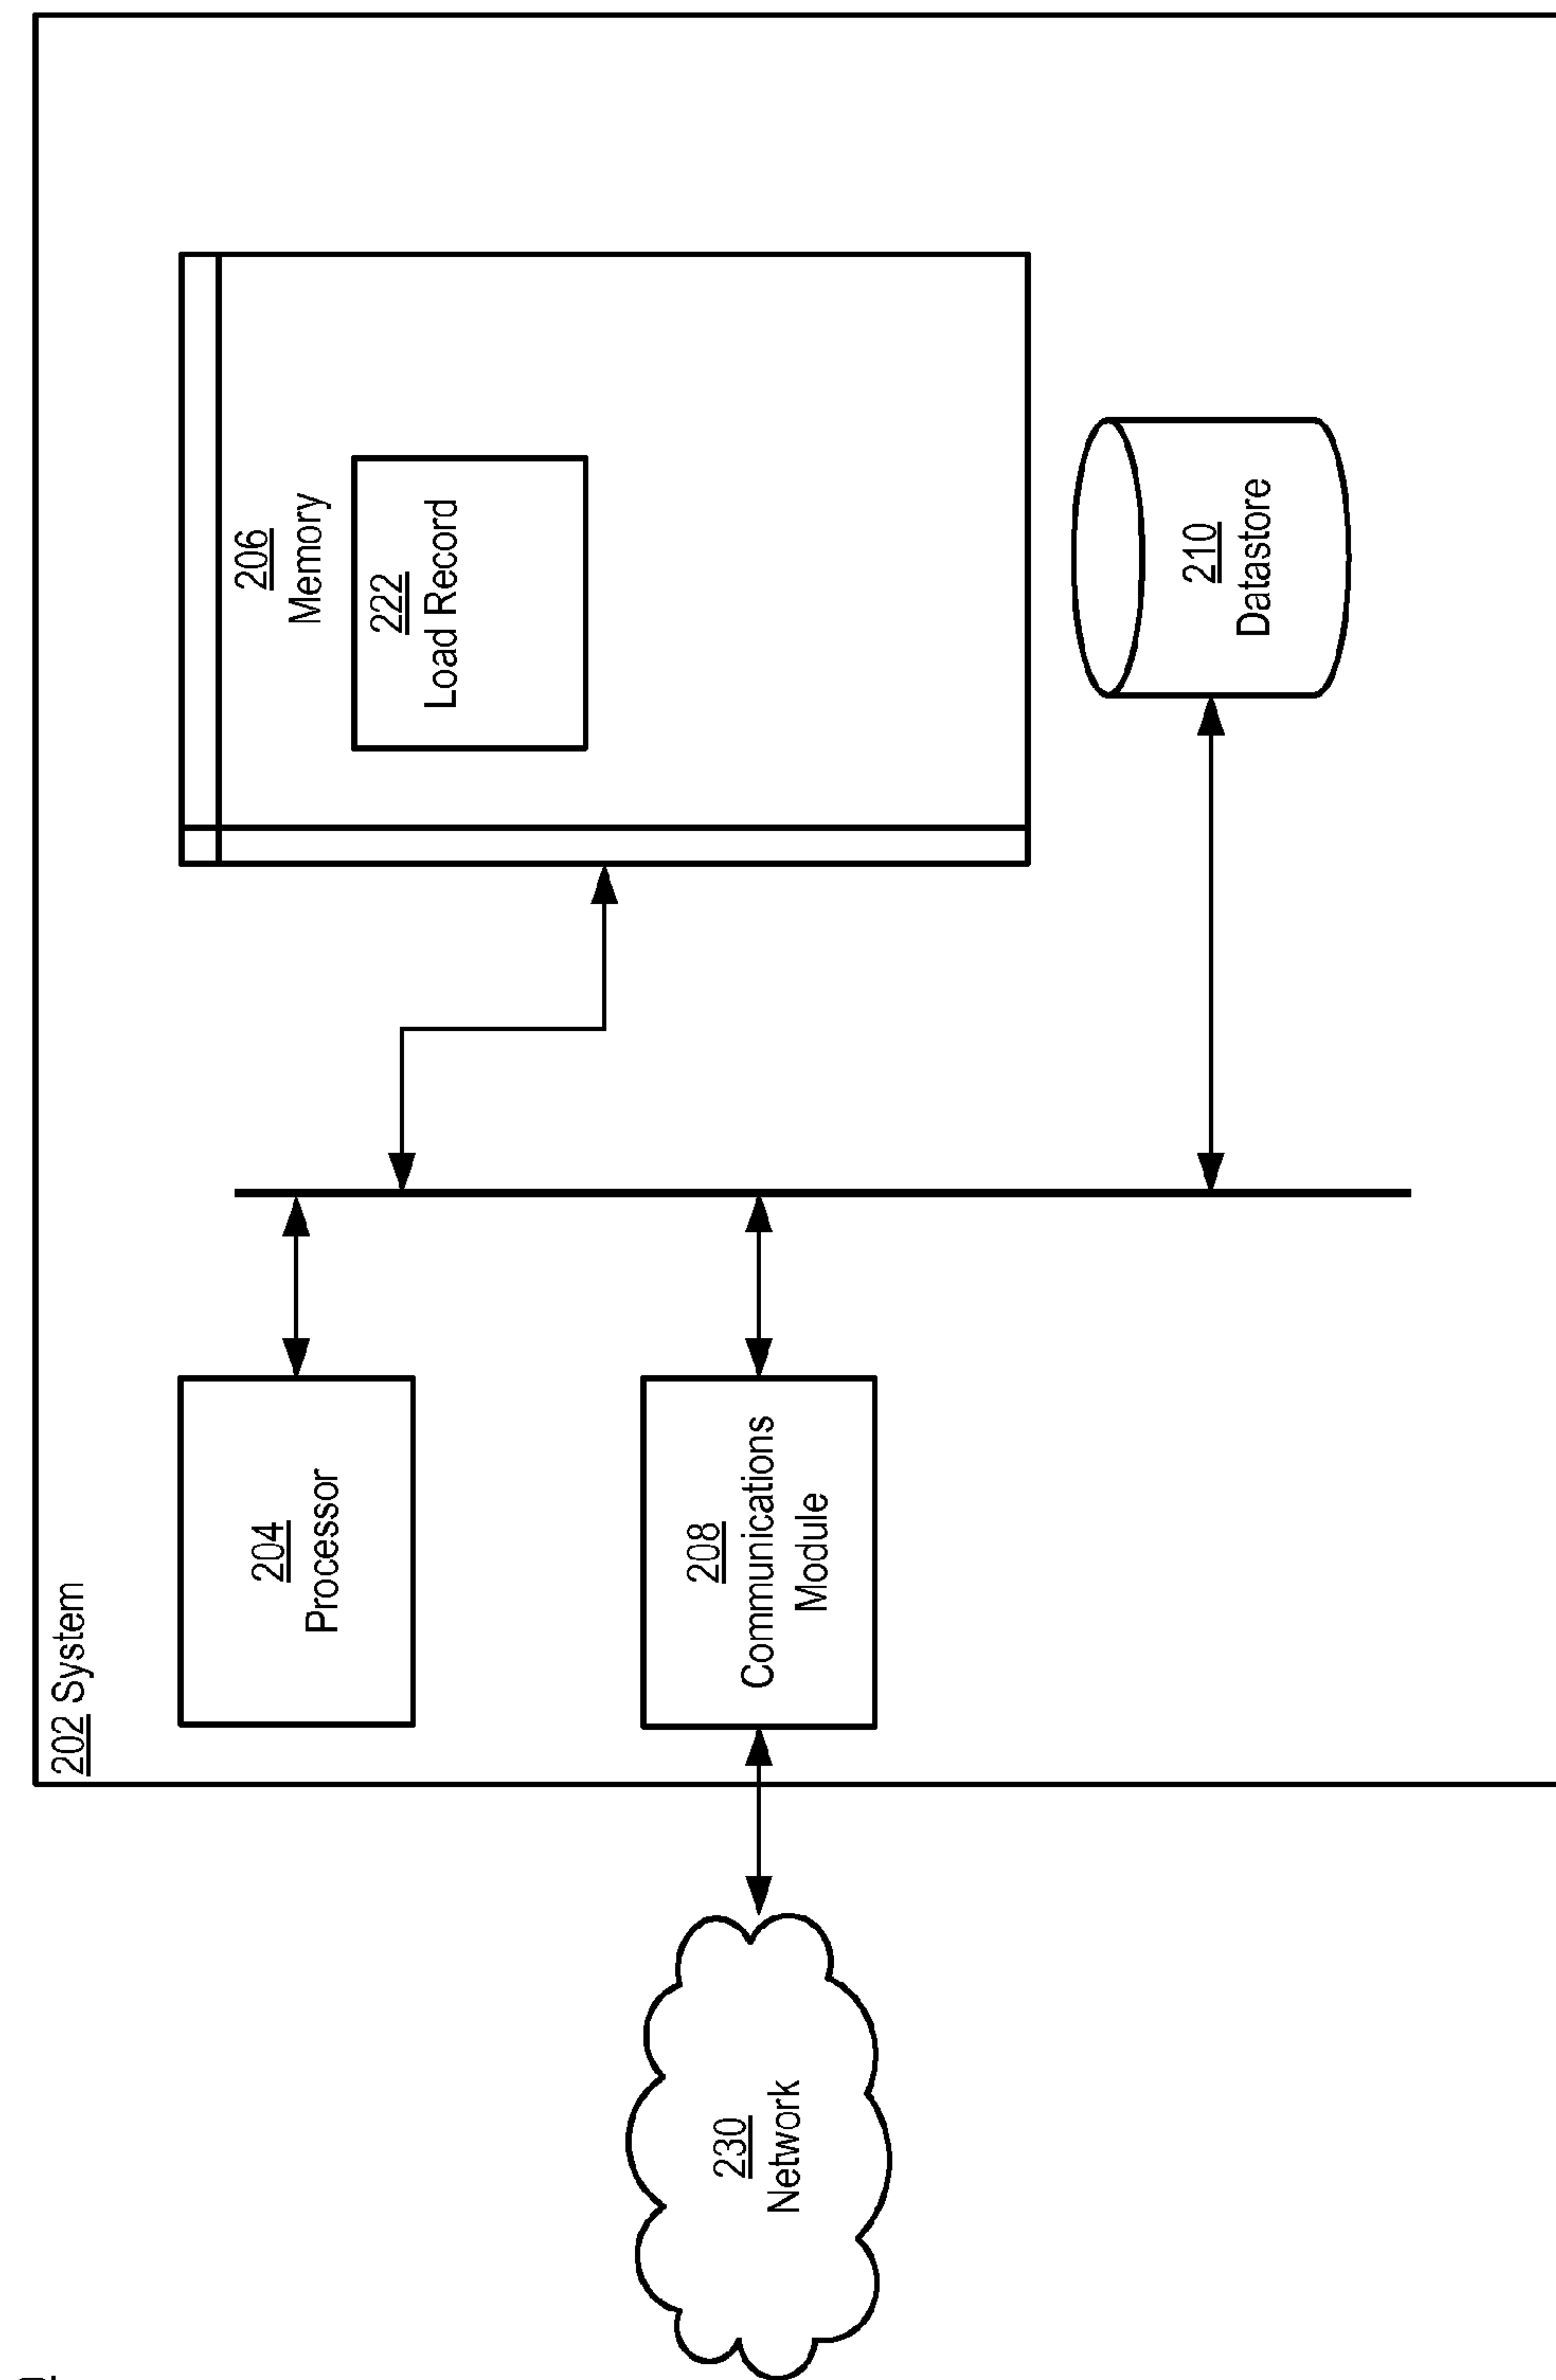 202 System
204
Processor
206
Memory
222
Load Record
208
Communications
Module
230
Network
210
Datastore